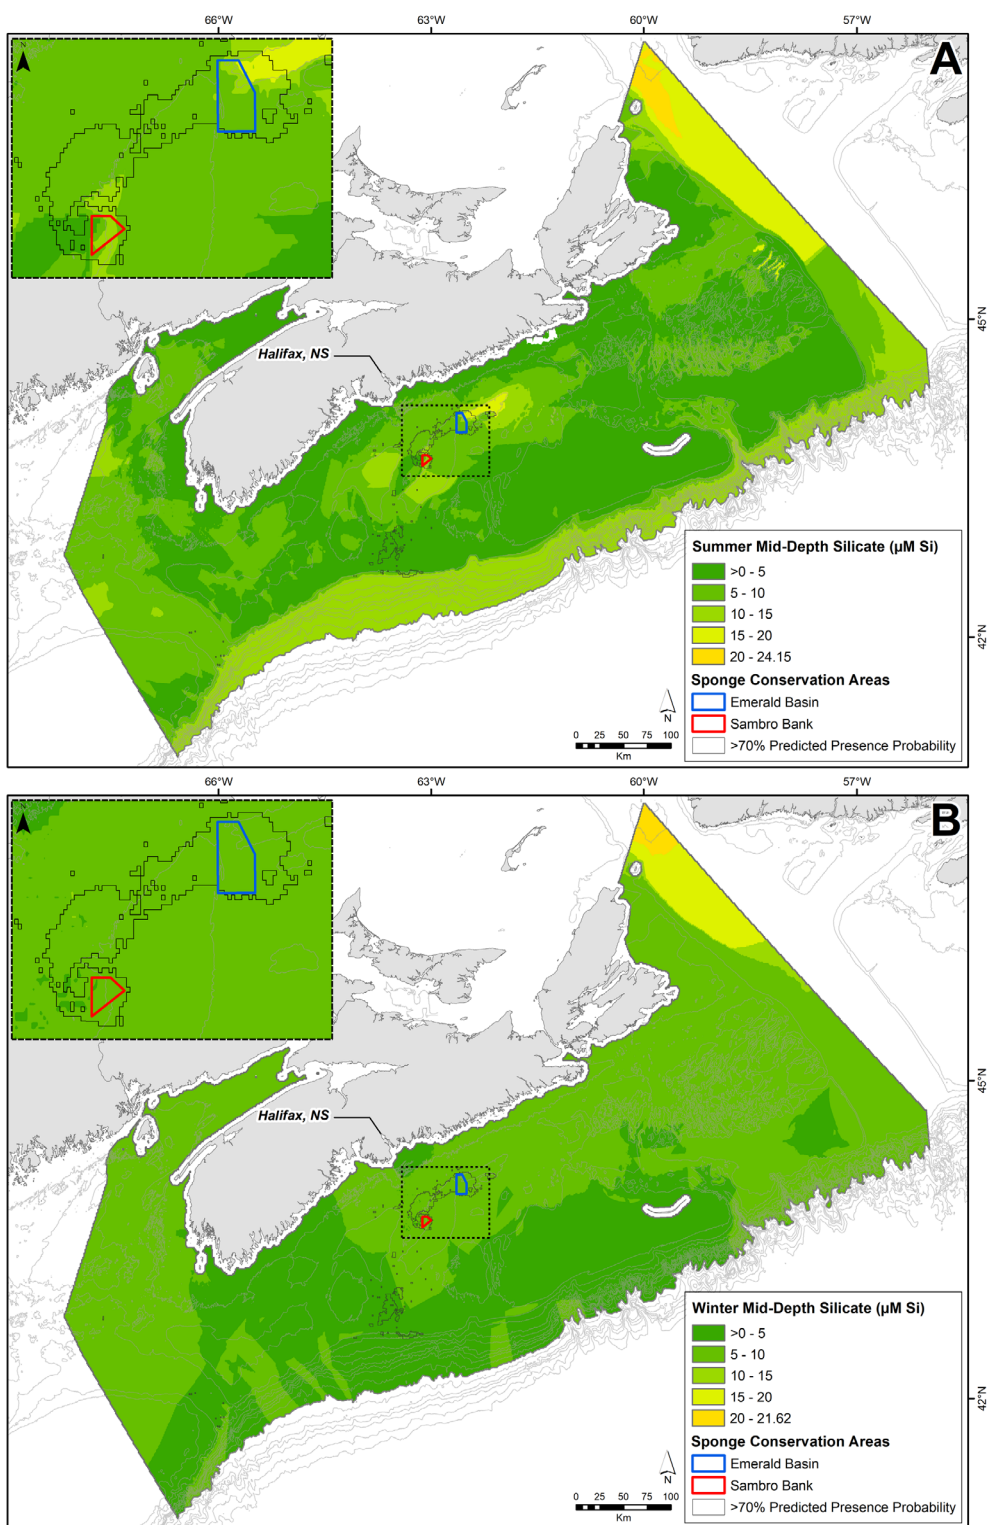 66°W 63°W 60°W 57°W
N
A
45°N
Halifax, NS
42°N
Summer Mid-Depth Silicate (µM Si)
>0 - 5
5 - 10
10 - 15
15 - 20
20 - 24.15
Sponge Conservation Areas
Emerald Basin
Sambro Bank
>70% Predicted Presence Probability
N
0 25 50 75 100
Km
66°W 63°W 60°W 57°W
N
B
45°N
Halifax, NS
42°N
Winter Mid-Depth Silicate (µM Si)
>0 - 5
5 - 10
10 - 15
15 - 20
20 - 21.62
Sponge Conservation Areas
Emerald Basin
Sambro Bank
>70% Predicted Presence Probability
N
0 25 50 75 100
Km